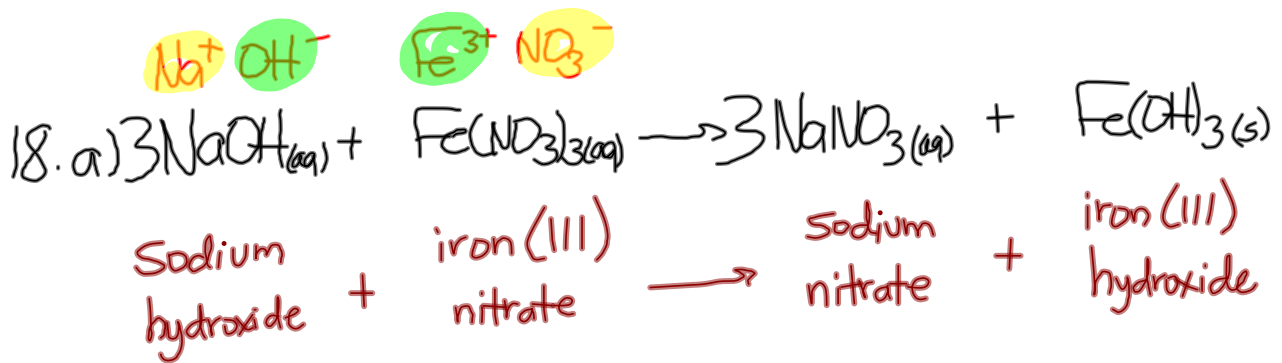 Na⁺ OH⁻ Fe³⁺ NO₃⁻
18. a) 3NaOH(aq) + Fe(NO₃)₃(aq) → 3NaNO₃(aq) + Fe(OH)₃(s)
sodium hydroxide + iron (III) nitrate → sodium nitrate + iron (III) hydroxide